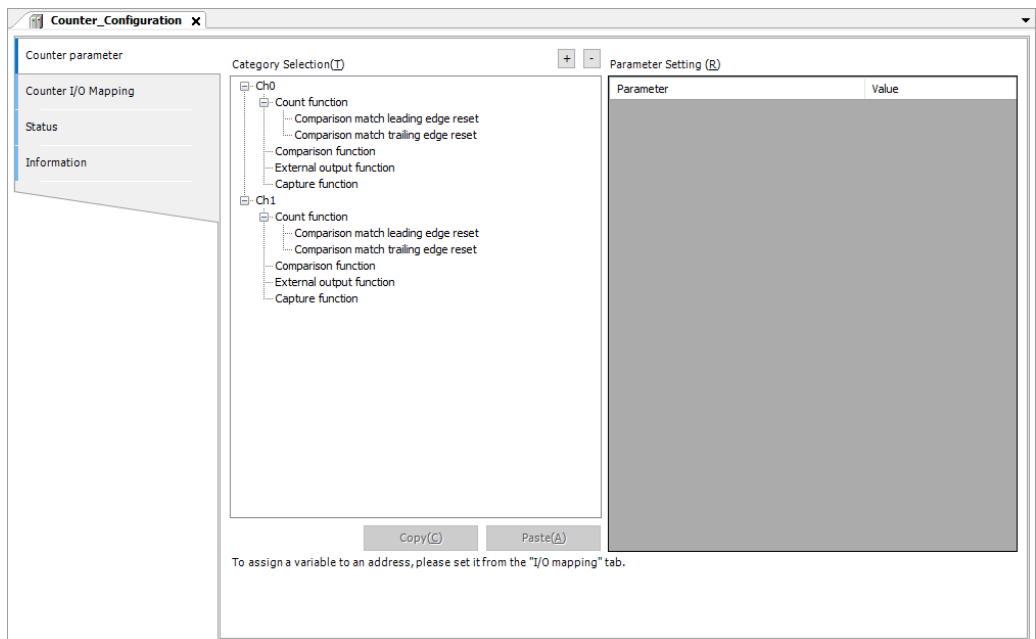 Counter_Configuration X
Counter parameter
Counter I/O Mapping
Status
Information
Category Selection(T)
+ -
Ch0
Count function
Comparison match leading edge reset
Comparison match trailing edge reset
Comparison function
External output function
Capture function
Ch1
Count function
Comparison match leading edge reset
Comparison match trailing edge reset
Comparison function
External output function
Capture function
Copy(C) Paste(A)
Parameter Setting (R)
Parameter Value
To assign a variable to an address, please set it from the "I/O mapping" tab.